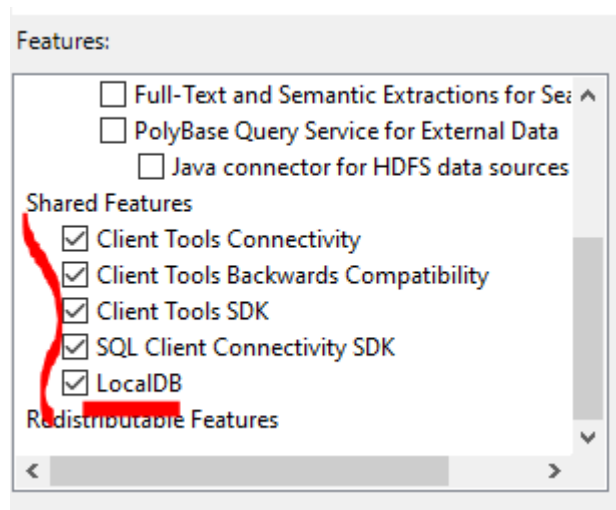 Features:
Full-Text and Semantic Extractions for Sea
PolyBase Query Service for External Data
Java connector for HDFS data sources
Shared Features
Client Tools Connectivity
Client Tools Backwards Compatibility
Client Tools SDK
SQL Client Connectivity SDK
LocalDB
Redistributable Features